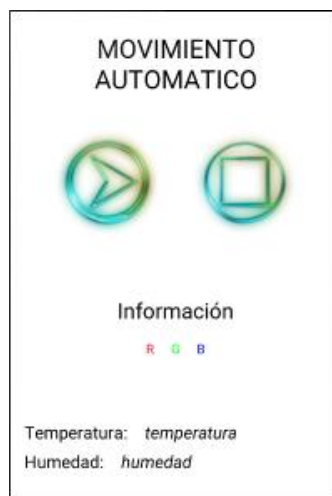 MOVIMIENTO
AUTOMATICO
Información
R G B
Temperatura: temperatura
Humedad: humedad